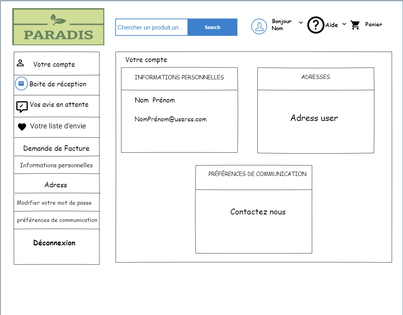 PARADIS
Chercher un produit,un
Search
Bonjour
Nom
Aide
Panier
Votre compte
Boite de réception
Vos avis en attente
Votre liste d'envie
Demande de Facture
Informations personnelles
Adress
Modifier votre mot de passe
préférences de communication
Déconnexion
Votre compte
INFORMATIONS PERSONNELLES
Nom Prénom
NomPrénom@userss.com
ADRESSES
Adress user
PRÉFÉRENCES DE COMMUNICATION
Contactez nous